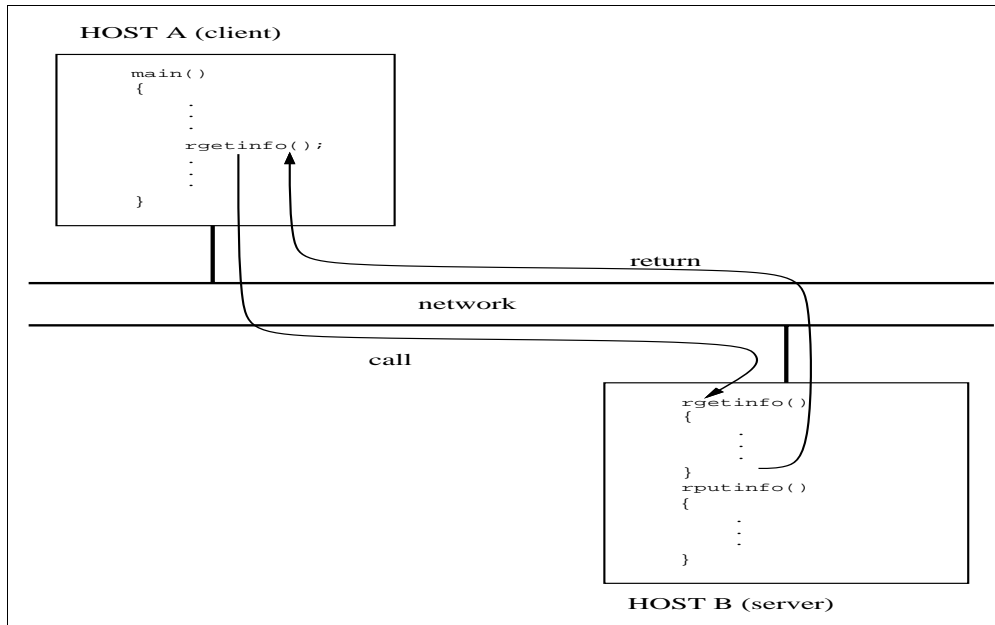 HOST A (client)
main()
{
.
.
.
rgetinfo();
.
.
.
}
return
network
call
rgetinfo()
{
.
.
.
}
rputinfo()
{
.
.
.
}
HOST B (server)